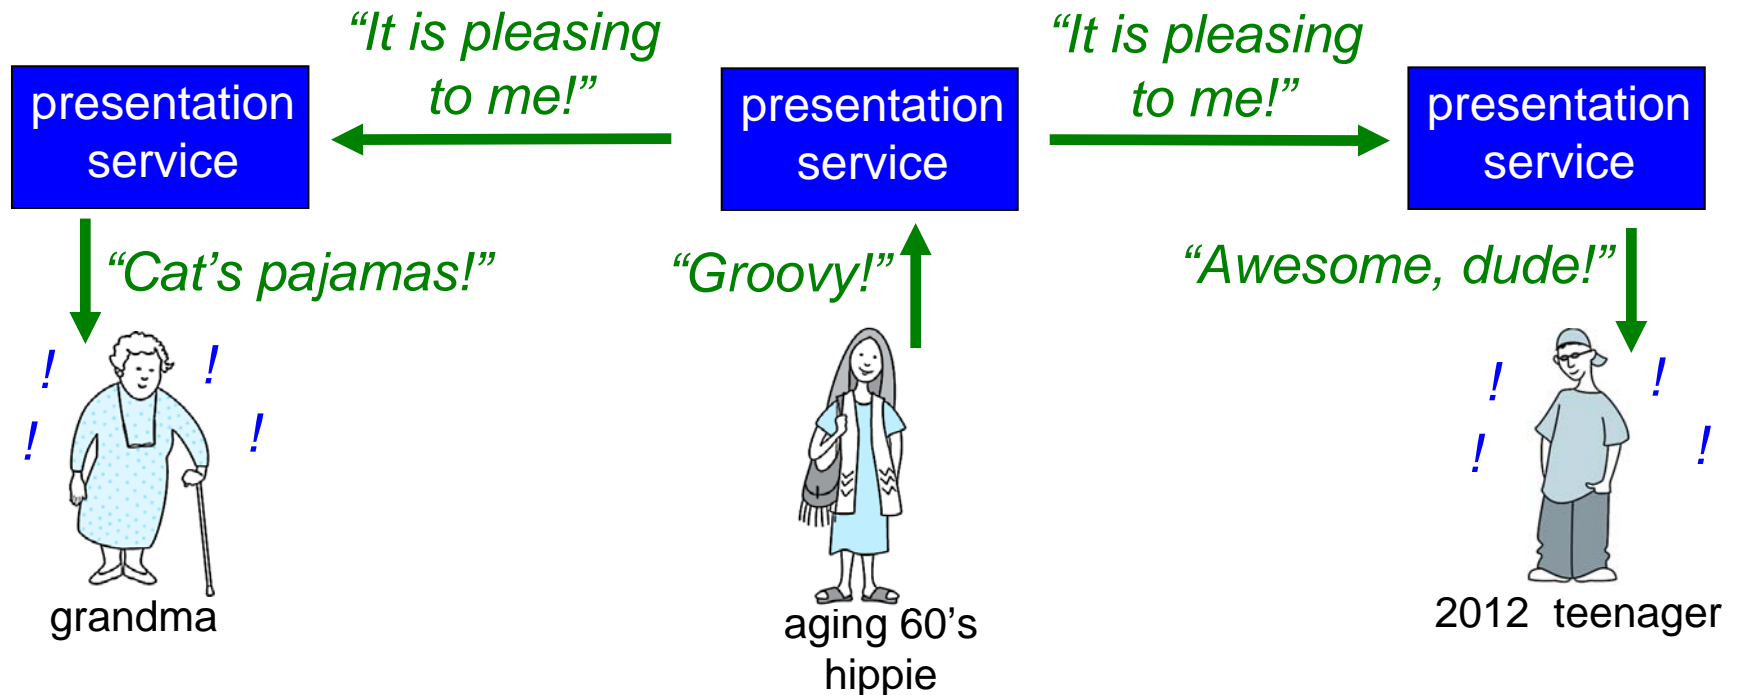 “It is pleasing
to me!”
“It is pleasing
to me!”
presentation
service
presentation
service
presentation
service
“Cat’s pajamas!”
“Groovy!”
“Awesome, dude!”
!
!
!
!
!
!
!
!
grandma
aging 60’s
hippie
2012 teenager